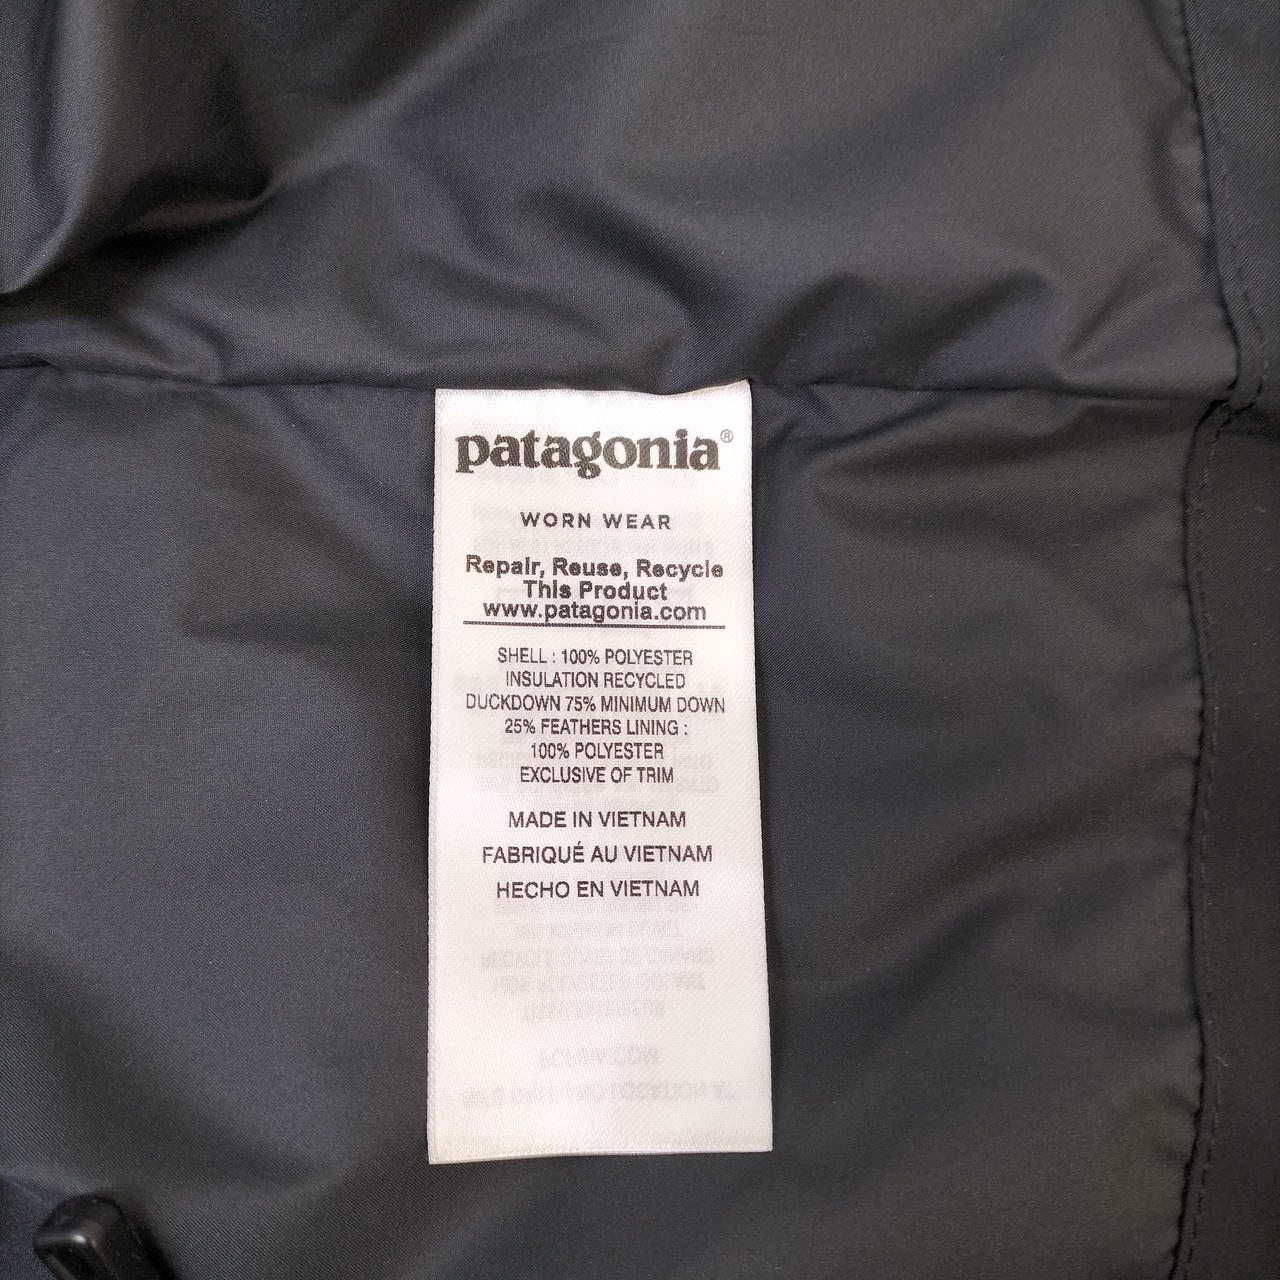 patagonia®
WORN WEAR
Repair, Reuse, Recycle
This Product
www.patagonia.com
SHELL : 100% POLYESTER
INSULATION RECYCLED
DUCKDOWN 75% MINIMUM DOWN
25% FEATHERS LINING :
100% POLYESTER
EXCLUSIVE OF TRIM
MADE IN VIETNAM
FABRIQUÉ AU VIETNAM
HECHO EN VIETNAM